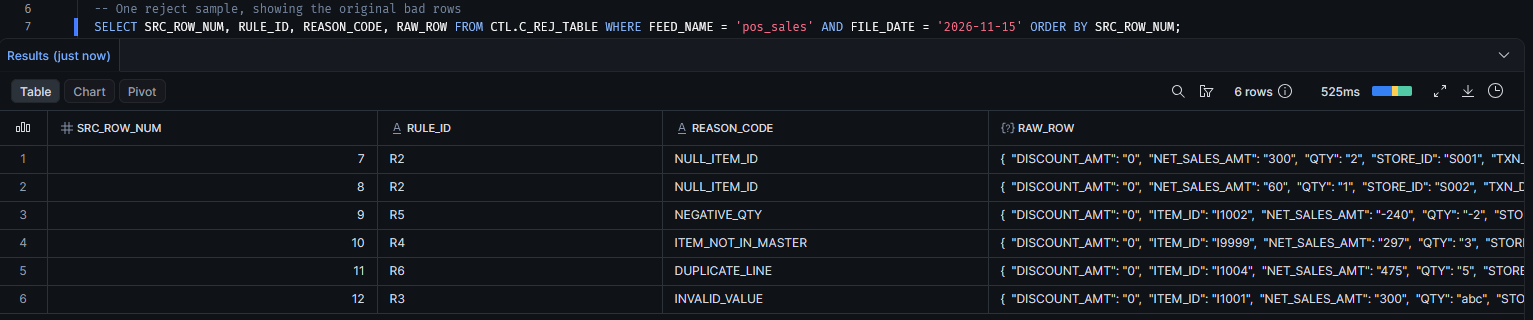 6 -- One reject sample, showing the original bad rows
7 SELECT SRC_ROW_NUM, RULE_ID, REASON_CODE, RAW_ROW FROM CTL.C_REJ_TABLE WHERE FEED_NAME = 'pos_sales' AND FILE_DATE = '2026-11-15' ORDER BY SRC_ROW_NUM;
Results (just now)
Table Chart Pivot 6 rows 525ms
# SRC_ROW_NUM A RULE_ID A REASON_CODE {?} RAW_ROW
1 7 R2 NULL_ITEM_ID { "DISCOUNT_AMT": "0", "NET_SALES_AMT": "300", "QTY": "2", "STORE_ID": "S001", "TXN_
2 8 R2 NULL_ITEM_ID { "DISCOUNT_AMT": "0", "NET_SALES_AMT": "60", "QTY": "1", "STORE_ID": "S002", "TXN_D
3 9 R5 NEGATIVE_QTY { "DISCOUNT_AMT": "0", "ITEM_ID": "I1002", "NET_SALES_AMT": "-240", "QTY": "-2", "STO
4 10 R4 ITEM_NOT_IN_MASTER { "DISCOUNT_AMT": "0", "ITEM_ID": "I9999", "NET_SALES_AMT": "297", "QTY": "3", "STORI
5 11 R6 DUPLICATE_LINE { "DISCOUNT_AMT": "0", "ITEM_ID": "I1004", "NET_SALES_AMT": "475", "QTY": "5", "STORE
6 12 R3 INVALID_VALUE { "DISCOUNT_AMT": "0", "ITEM_ID": "I1001", "NET_SALES_AMT": "300", "QTY": "abc", "STO